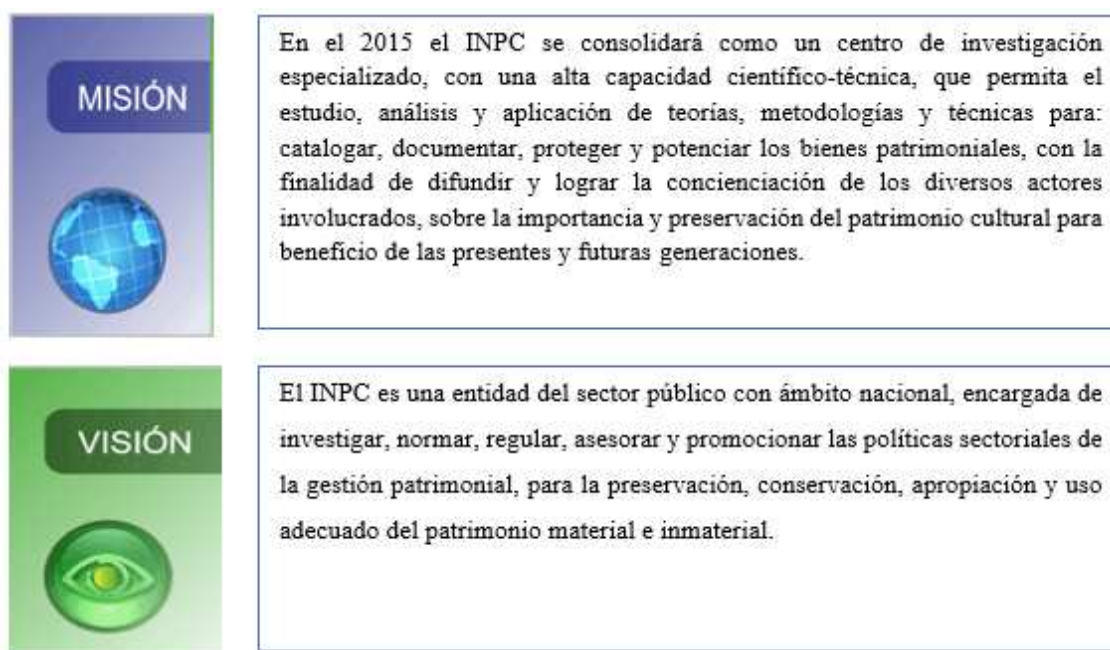 MISIÓN
En el 2015 el INPC se consolidará como un centro de investigación
especializado, con una alta capacidad científico-técnica, que permita el
estudio, análisis y aplicación de teorías, metodologías y técnicas para:
catalogar, documentar, proteger y potenciar los bienes patrimoniales, con la
finalidad de difundir y lograr la concienciación de los diversos actores
involucrados, sobre la importancia y preservación del patrimonio cultural para
beneficio de las presentes y futuras generaciones.
VISIÓN
El INPC es una entidad del sector público con ámbito nacional, encargada de
investigar, normar, regular, asesorar y promocionar las políticas sectoriales de
la gestión patrimonial, para la preservación, conservación, apropiación y uso
adecuado del patrimonio material e inmaterial.